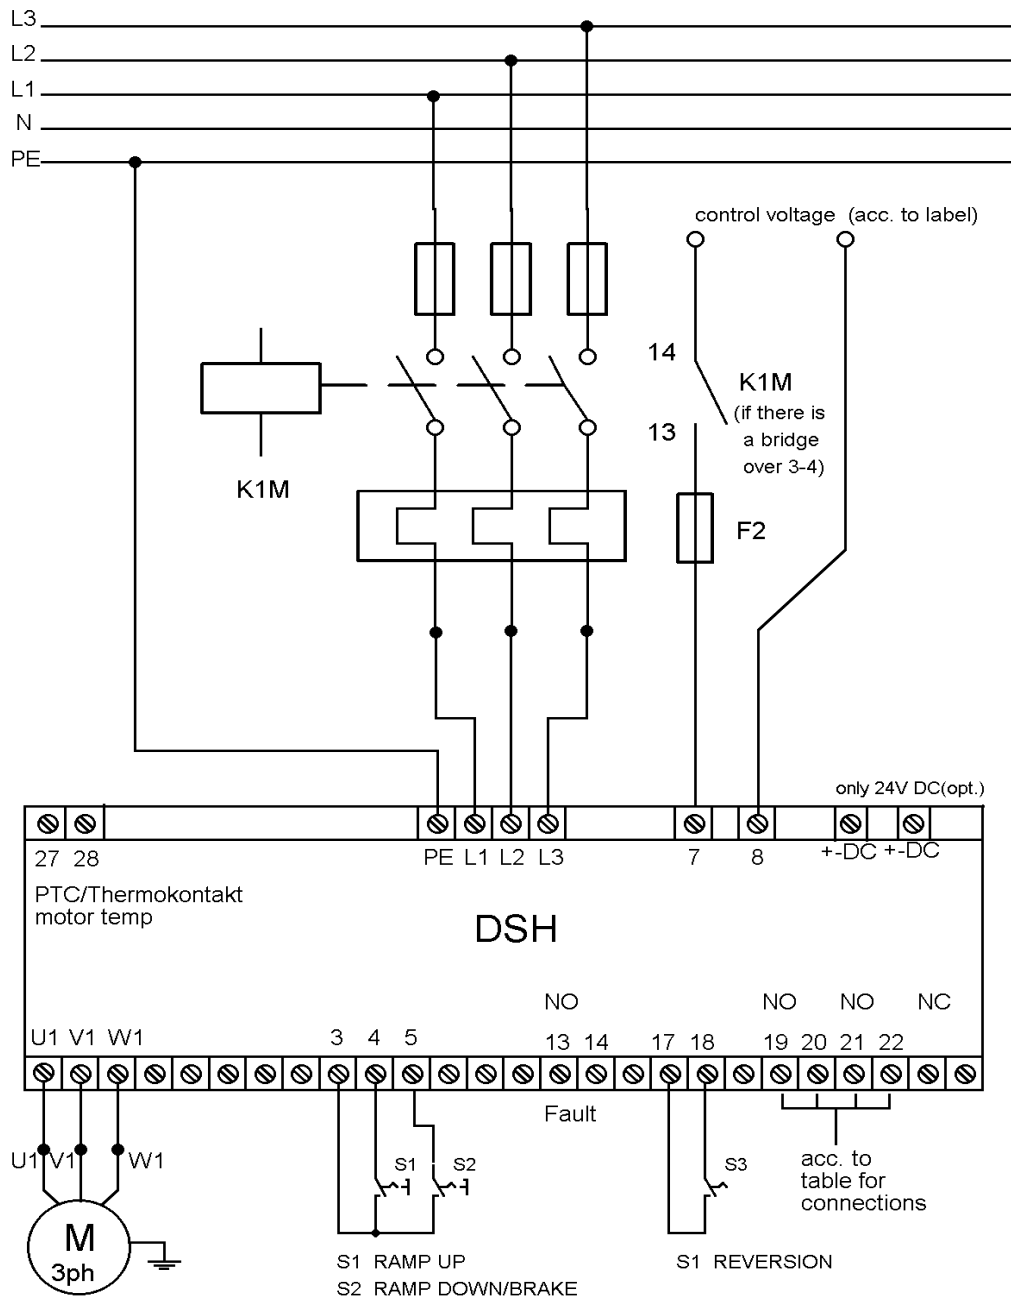 L3
L2
L1
N
PE
control voltage (acc. to label)
14
K1M
(if there is
13
a bridge
over 3-4)
K1M
F2
only 24V DC(opt.)
27 28 PE L1 L2 L3 7 8 +-DC +-DC
PTC/Thermokontakt
motor temp
DSH
NO NO NO NC
U1 V1 W1 3 4 5 13 14 17 18 19 20 21 22
Fault
U1 V1 W1 S1 S2 S3
acc. to
table for
connections
M
3ph
S1 RAMP UP S1 REVERSION
S2 RAMP DOWN/BRAKE